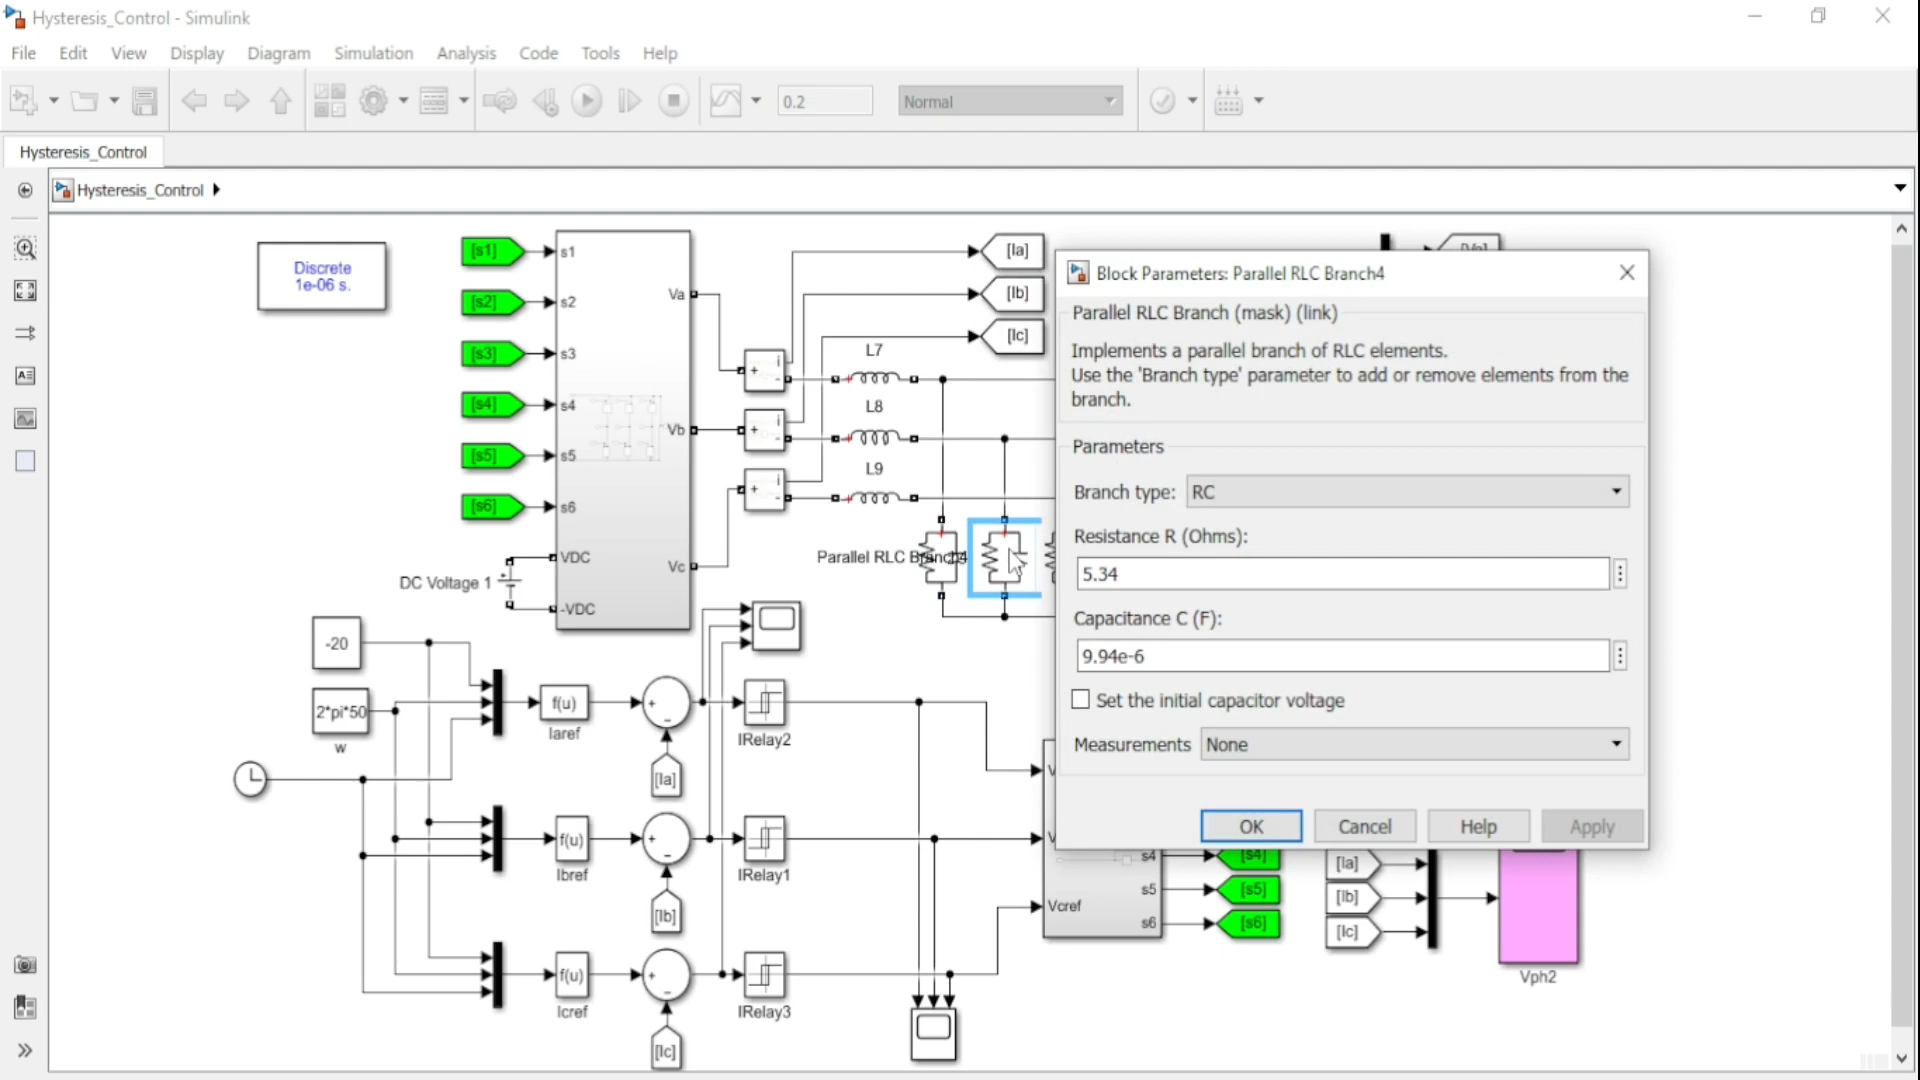 Hysteresis_Control - Simulink
File Edit View Display Diagram Simulation Analysis Code Tools Help
0.2 Normal
Hysteresis_Control
Hysteresis_Control
Discrete
1e-06 s.
[s1]
[s2]
[s3]
[s4]
[s5]
[s6]
s1
s2
s3
s4
s5
s6
VDC
-VDC
Va
Vb
Vc
DC Voltage 1
i
+
-
i
+
-
i
+
-
[Ia]
[Ib]
[Ic]
L7
L8
L9
Parallel RLC Branch4
-20
2*pi*50
w
f(u)
Iaref
f(u)
Ibref
f(u)
Icref
+
-
+
-
+
-
[Ia]
[Ib]
[Ic]
IRelay2
IRelay1
IRelay3
Vcref
s4
s5
s6
[s4]
[s5]
[s6]
[Ia]
[Ib]
[Ic]
Vph2
[Va]
Block Parameters: Parallel RLC Branch4
Parallel RLC Branch (mask) (link)
Implements a parallel branch of RLC elements.
Use the 'Branch type' parameter to add or remove elements from the
branch.
Parameters
Branch type: RC
Resistance R (Ohms):
5.34
Capacitance C (F):
9.94e-6
Set the initial capacitor voltage
Measurements None
OK Cancel Help Apply